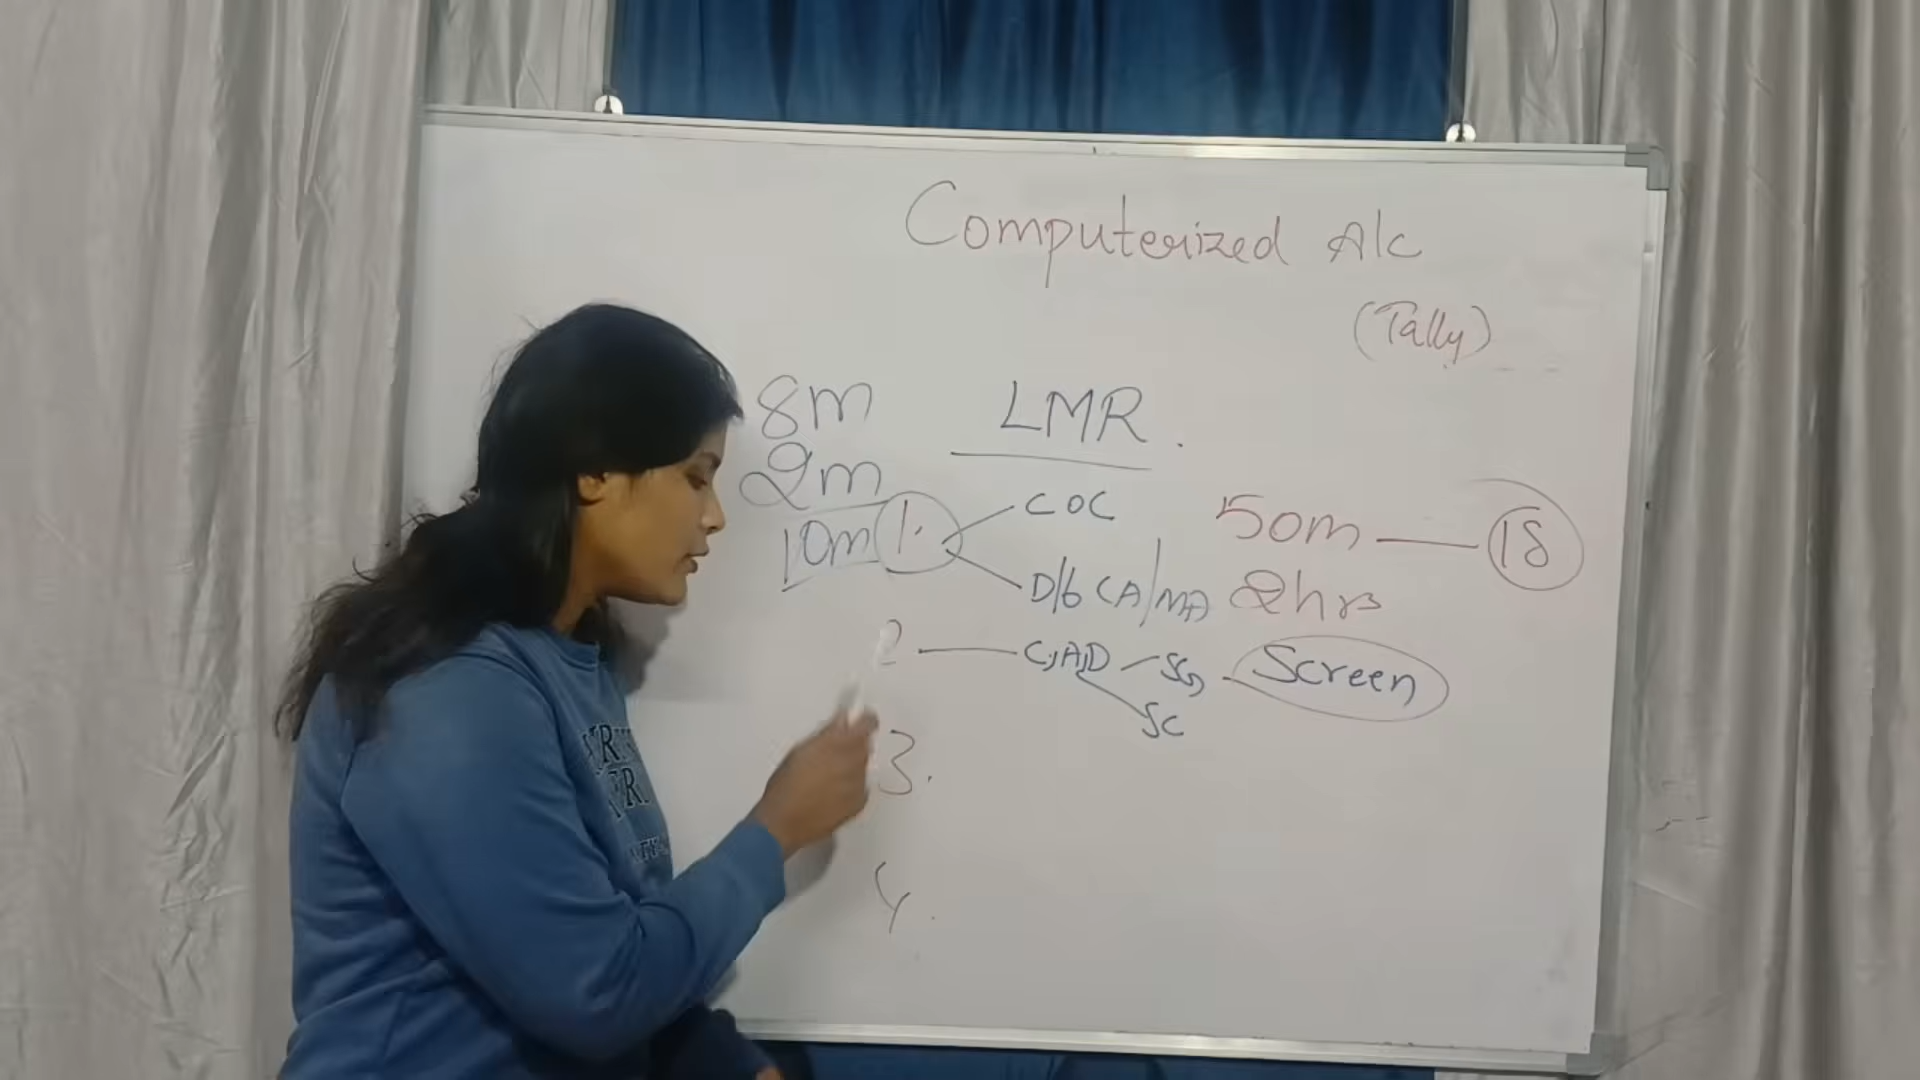 Computerized A/c
(Tally)
8m LMR.
2m
10m 1. COC 50m — 18
D/b CA/MA 2hrs
2 — C,A,D — SG, Screen
SC
3.
4.